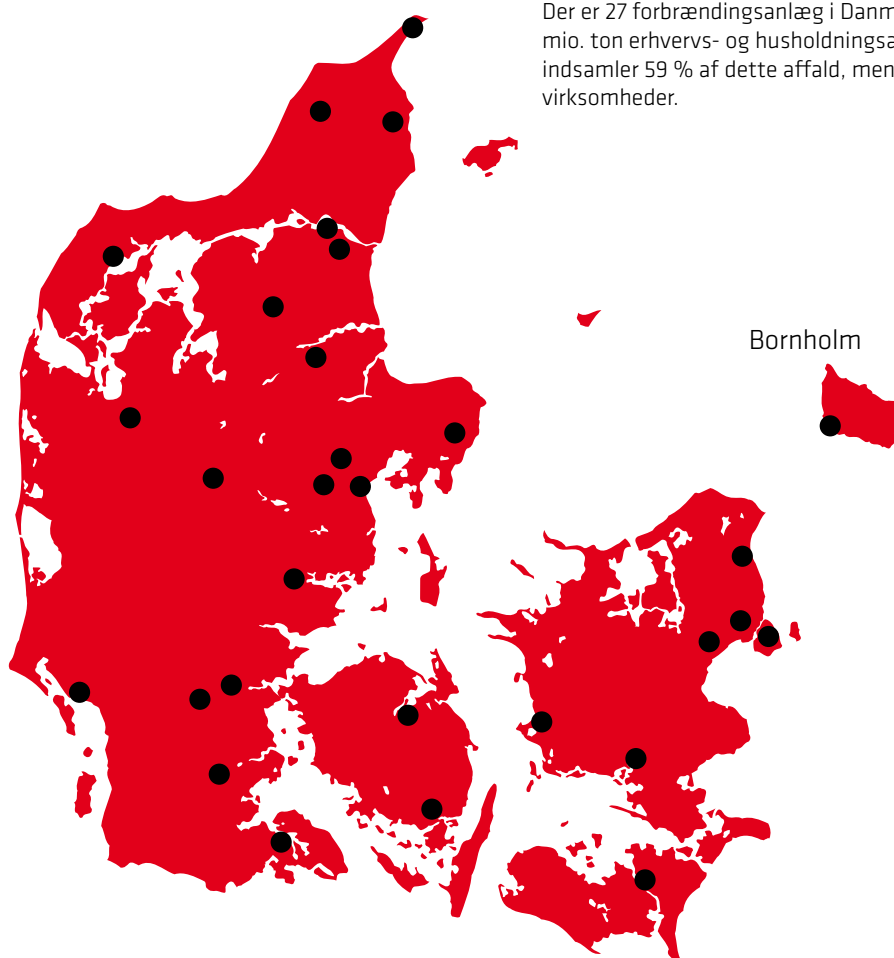 Der er 27 forbrændingsanlæg i Danm
mio. ton erhvervs- og husholdningsa
indsamler 59 % af dette affald, men
virksomheder.
Bornholm